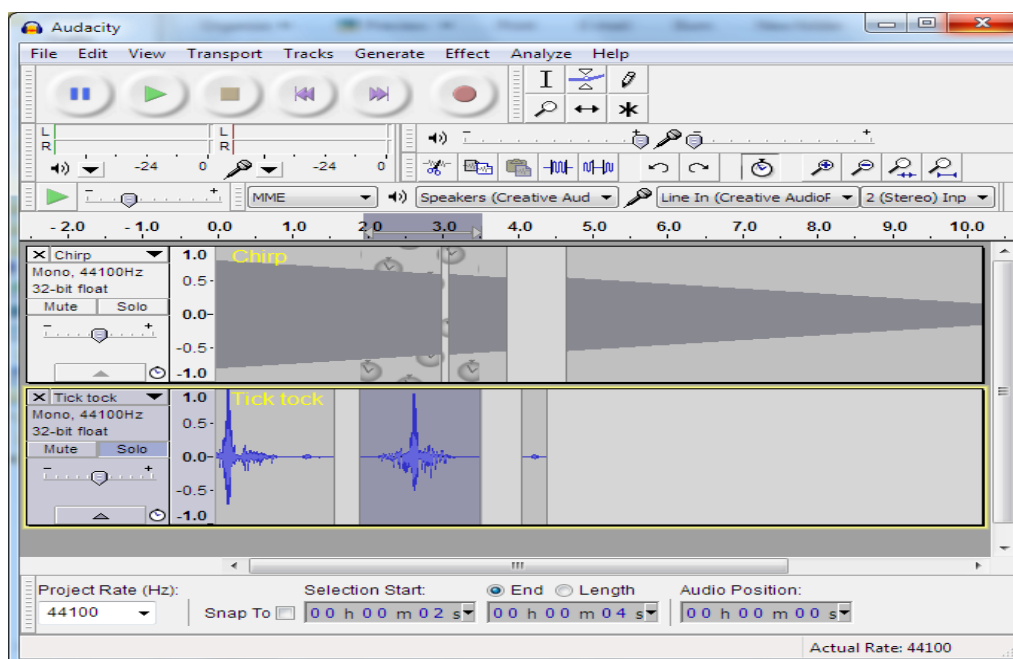 Audacity
File Edit View Transport Tracks Generate Effect Analyze Help
L
R
-24 0
L
R
-24 0
MME
Speakers (Creative Aud
Line In (Creative AudioF
2 (Stereo) Inp
- 2.0 - 1.0 0.0 1.0 2.0 3.0 4.0 5.0 6.0 7.0 8.0 9.0 10.0
X Chirp
Mono, 44100Hz
32-bit float
Mute Solo
- +
1.0
0.5
0.0
-0.5
-1.0
Chirp
X Tick tock
Mono, 44100Hz
32-bit float
Mute Solo
- +
1.0
0.5
0.0
-0.5
-1.0
Tick tock
Project Rate (Hz): Selection Start: End Length Audio Position:
44100 Snap To 00 h 00 m 02 s 00 h 00 m 04 s 00 h 00 m 00 s
Actual Rate: 44100